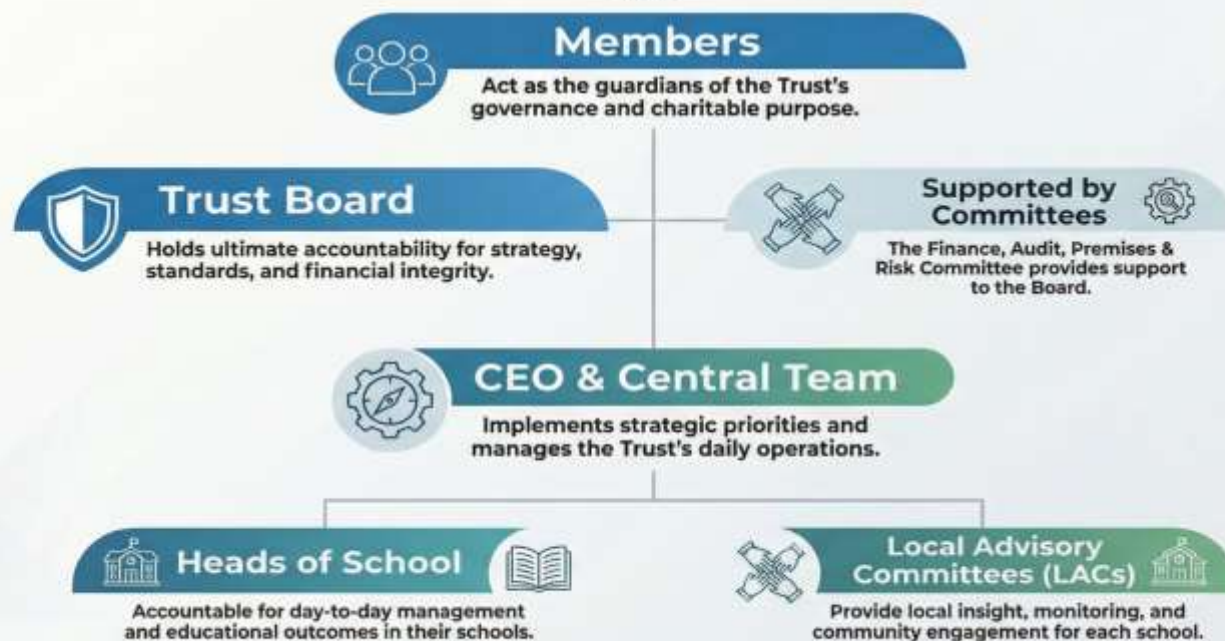 Members
Act as the guardians of the Trust's
governance and charitable purpose.
Trust Board
Holds ultimate accountability for strategy,
standards, and financial integrity.
Supported by
Committees
The Finance, Audit, Premises &
Risk Committee provides support
to the Board.
CEO & Central Team
Implements strategic priorities and
manages the Trust's daily operations.
Heads of School
Accountable for day-to-day management
and educational outcomes in their schools.
Local Advisory
Committees (LACs)
Provide local insight, monitoring, and
community engagement for each school.